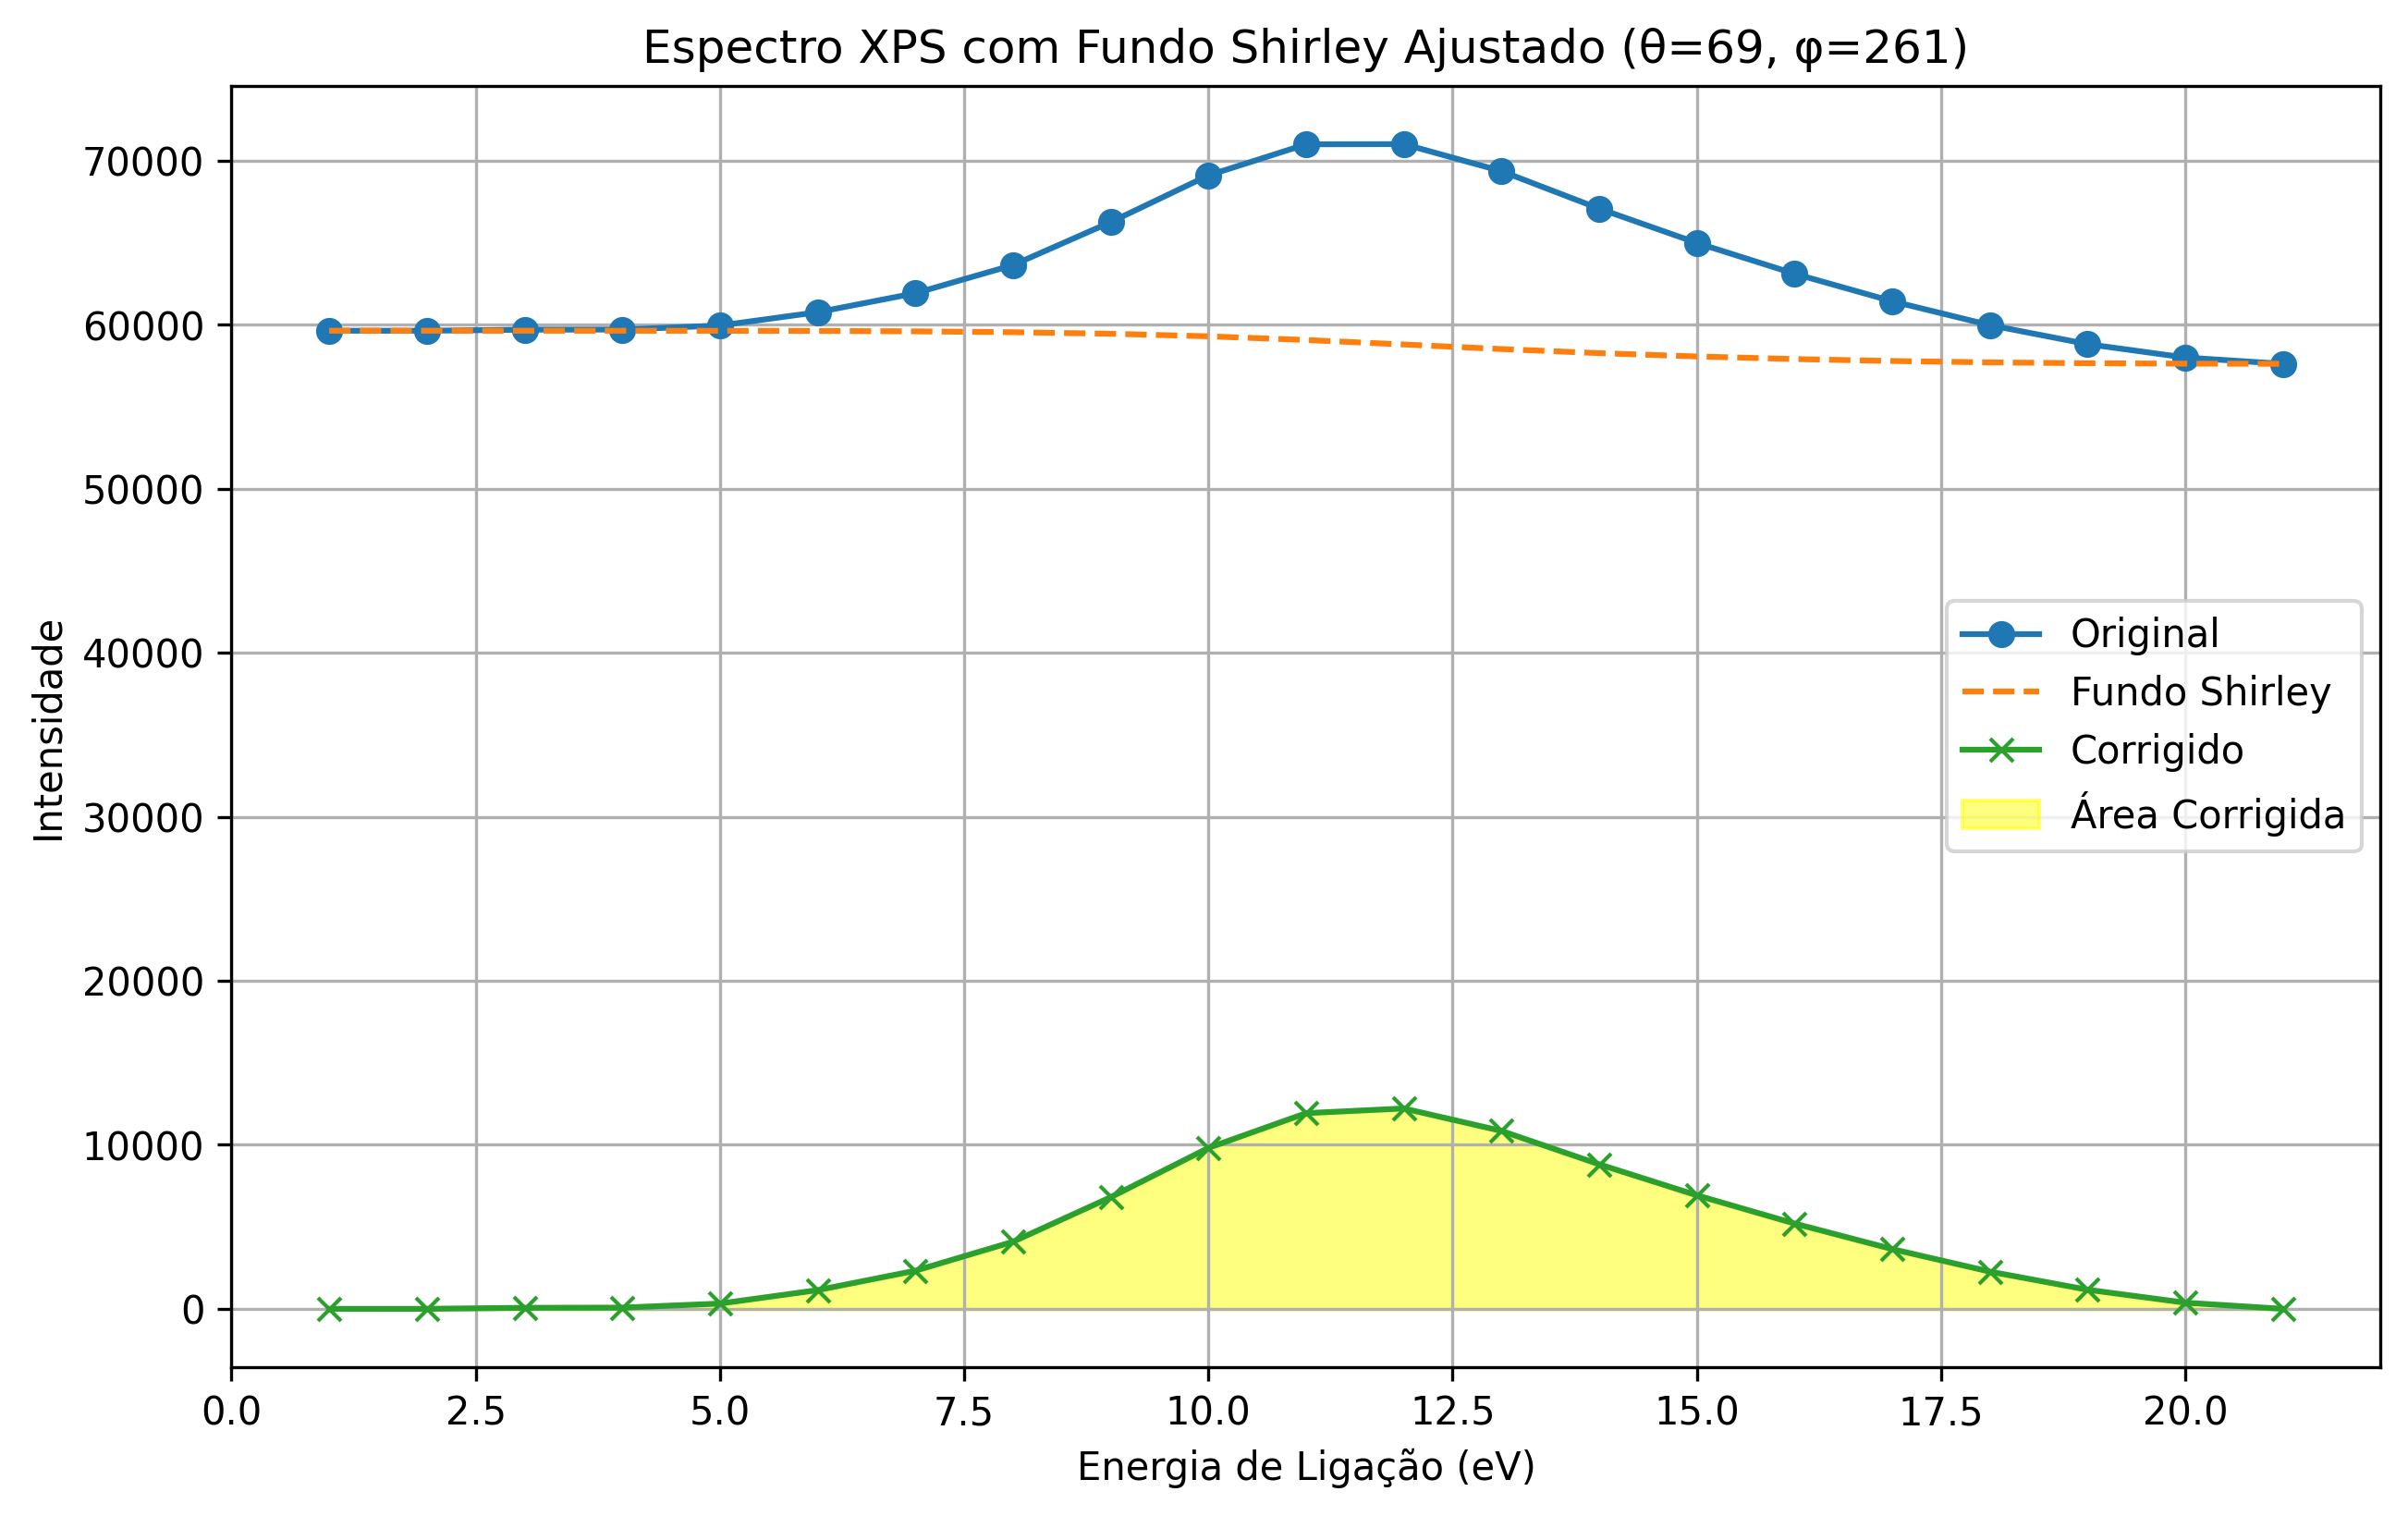 Espectro XPS com Fundo Shirley Ajustado (θ=69, φ=261)
Intensidade
70000
60000
50000
40000
30000
20000
10000
0
Original
Fundo Shirley
Corrigido
Área Corrigida
0.0 2.5 5.0 7.5 10.0 12.5 15.0 17.5 20.0
Energia de Ligação (eV)